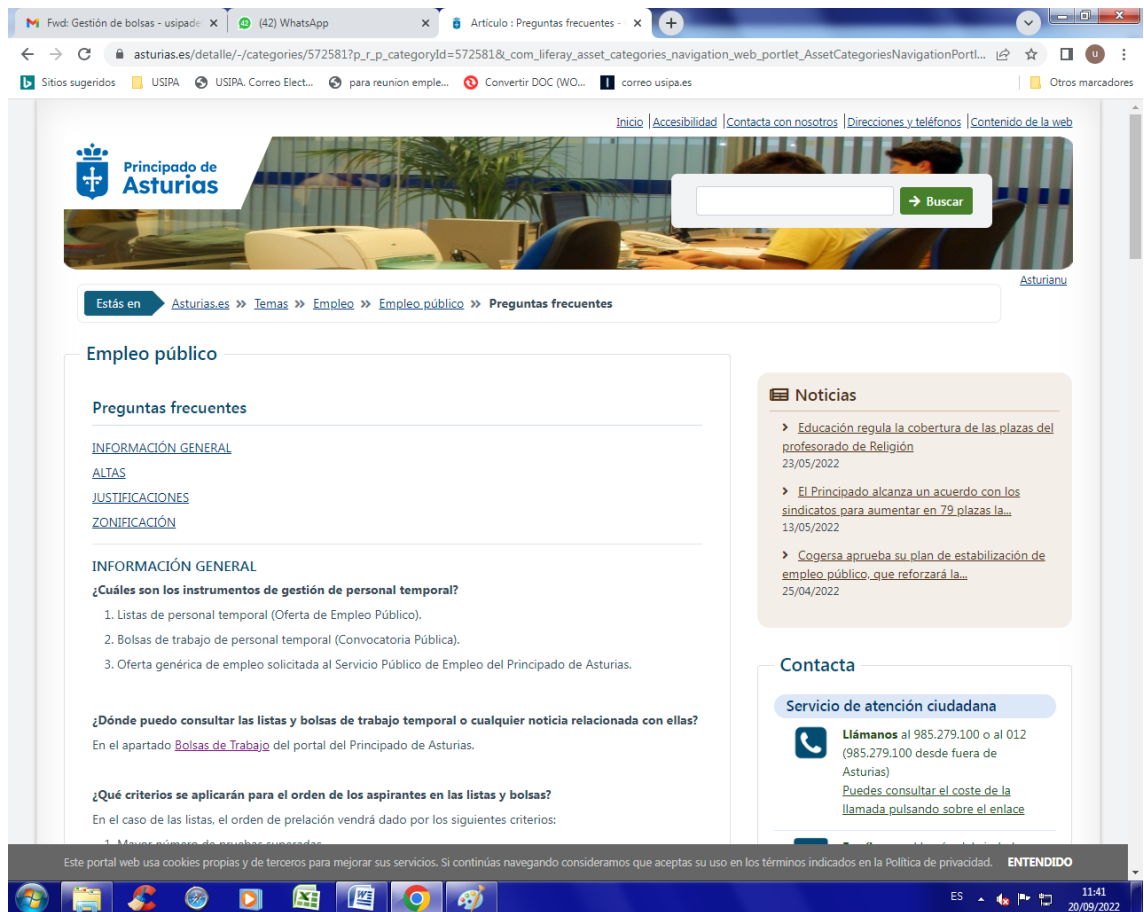 Fwd: Gestión de bolsas - usipade
(42) WhatsApp
Artículo : Preguntas frecuentes -
asturias.es/detalle/-/categories/572581?p_r_p_categoryId=572581&_com_liferay_asset_categories_navigation_web_portlet_AssetCategoriesNavigationPortl...
Sitios sugeridos
USIPA
USIPA. Correo Elect...
para reunion emple...
Convertir DOC (WO...
correo usipa.es
Otros marcadores
Inicio | Accesibilidad | Contacta con nosotros | Direcciones y teléfonos | Contenido de la web
Principado de
Asturias
Buscar
Asturianu
Estás en Asturias.es » Temas » Empleo » Empleo público » Preguntas frecuentes
Empleo público
Preguntas frecuentes
INFORMACIÓN GENERAL
ALTAS
JUSTIFICACIONES
ZONIFICACIÓN
INFORMACIÓN GENERAL
¿Cuáles son los instrumentos de gestión de personal temporal?
1. Listas de personal temporal (Oferta de Empleo Público).
2. Bolsas de trabajo de personal temporal (Convocatoria Pública).
3. Oferta genérica de empleo solicitada al Servicio Público de Empleo del Principado de Asturias.
¿Dónde puedo consultar las listas y bolsas de trabajo temporal o cualquier noticia relacionada con ellas?
En el apartado Bolsas de Trabajo del portal del Principado de Asturias.
¿Qué criterios se aplicarán para el orden de los aspirantes en las listas y bolsas?
En el caso de las listas, el orden de prelación vendrá dado por los siguientes criterios:
1. Mayor número de pruebas superadas
Noticias
Educación regula la cobertura de las plazas del
profesorado de Religión
23/05/2022
El Principado alcanza un acuerdo con los
sindicatos para aumentar en 79 plazas la...
13/05/2022
Cogersa aprueba su plan de estabilización de
empleo público, que reforzará la...
25/04/2022
Contacta
Servicio de atención ciudadana
Llámanos al 985.279.100 o al 012
(985.279.100 desde fuera de
Asturias)
Puedes consultar el coste de la
llamada pulsando sobre el enlace
Este portal web usa cookies propias y de terceros para mejorar sus servicios. Si continúas navegando consideramos que aceptas su uso en los términos indicados en la Política de privacidad. ENTENDIDO
ES
11:41
20/09/2022